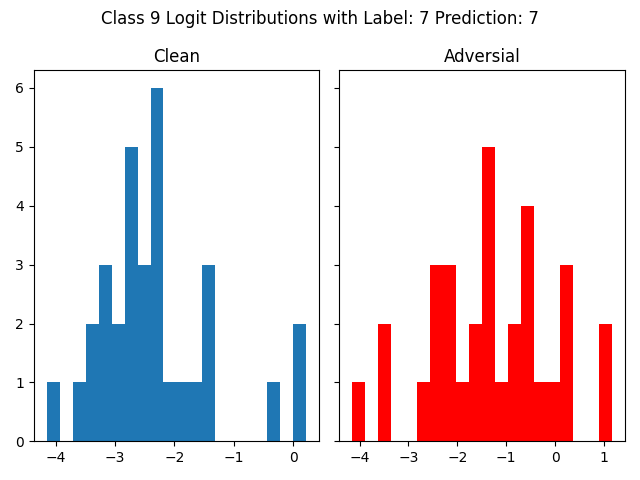 Class 9 Logit Distributions with Label: 7 Prediction: 7
Clean
Adversial
6
5
4
3
2
1
0
−4 −3 −2 −1 0
−4 −3 −2 −1 0 1